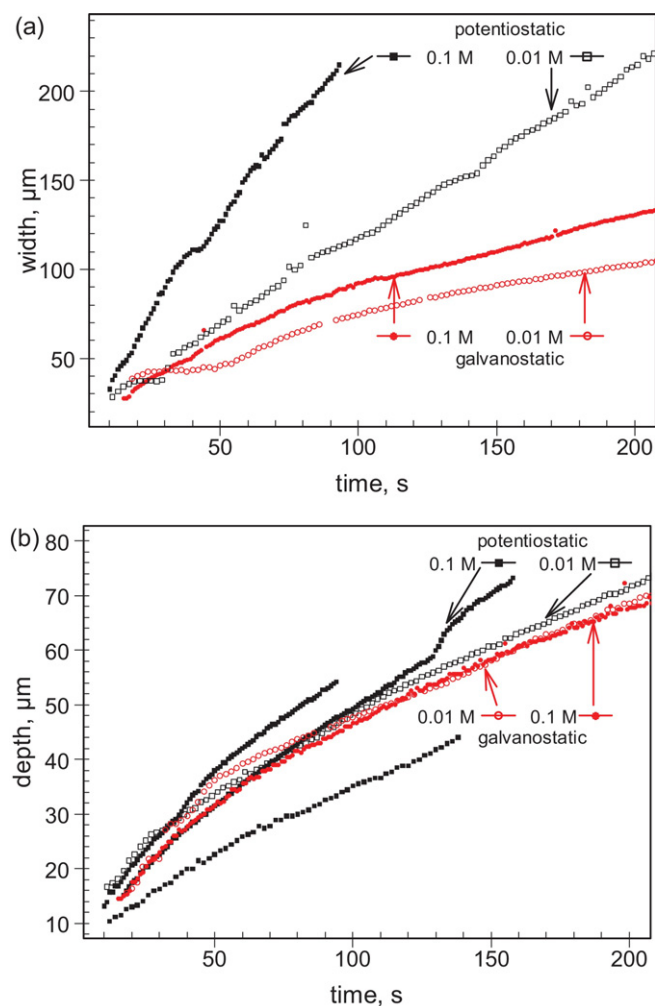 (a)
potentiostatic
0.1 M 0.01 M
200
150
100
50
width, µm
0.1 M 0.01 M
galvanostatic
50 100 150 200
time, s
(b)
80
potentiostatic
0.1 M 0.01 M
70
60
50
40
30
20
10
depth, µm
0.01 M 0.1 M
galvanostatic
50 100 150 200
time, s